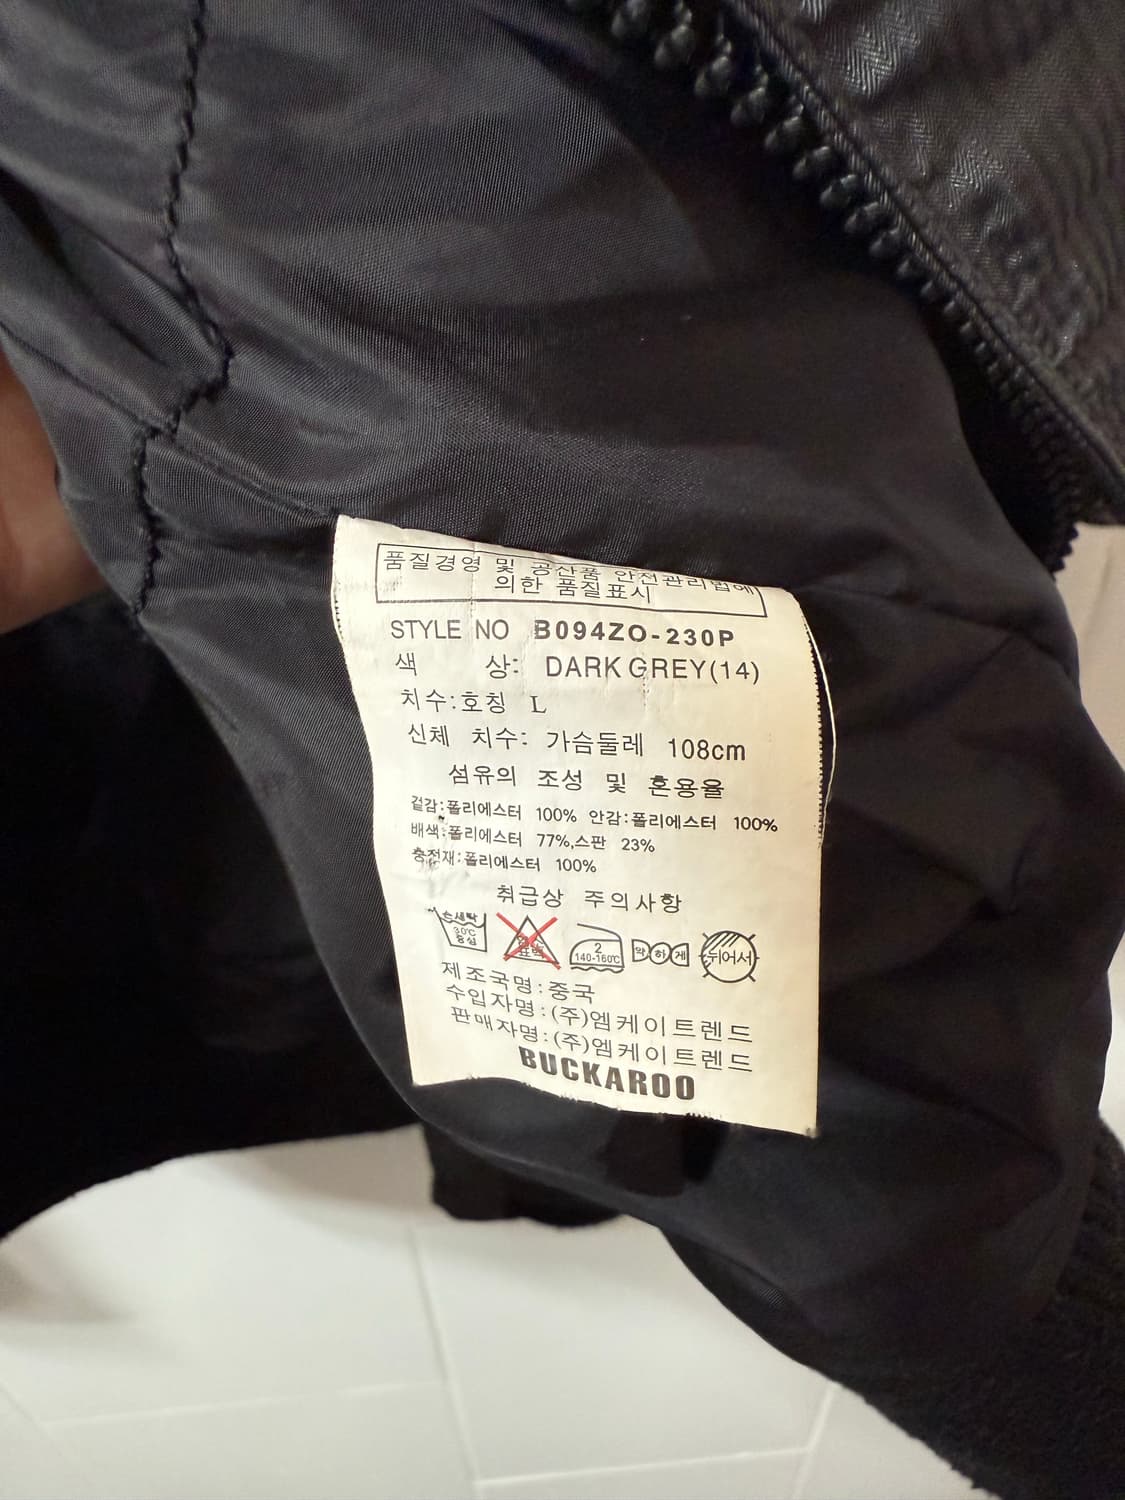 품질경영 및 공산품 안전관리법에
의한 품질표시
STYLE NO B094ZO-230P
색 상: DARK GREY(14)
치수:호칭 L
신체 치수: 가슴둘레 108cm
섬유의 조성 및 혼용율
겉감:폴리에스터 100% 안감:폴리에스터 100%
배색:폴리에스터 77%,스판 23%
충전재:폴리에스터 100%
취급상 주의사항
손세탁 30℃ 중성 표백 2 140-160℃ 약하게 뉘어서
제조국명:중국
수입자명:(주)엠케이트렌드
판매자명:(주)엠케이트렌드
BUCKAROO